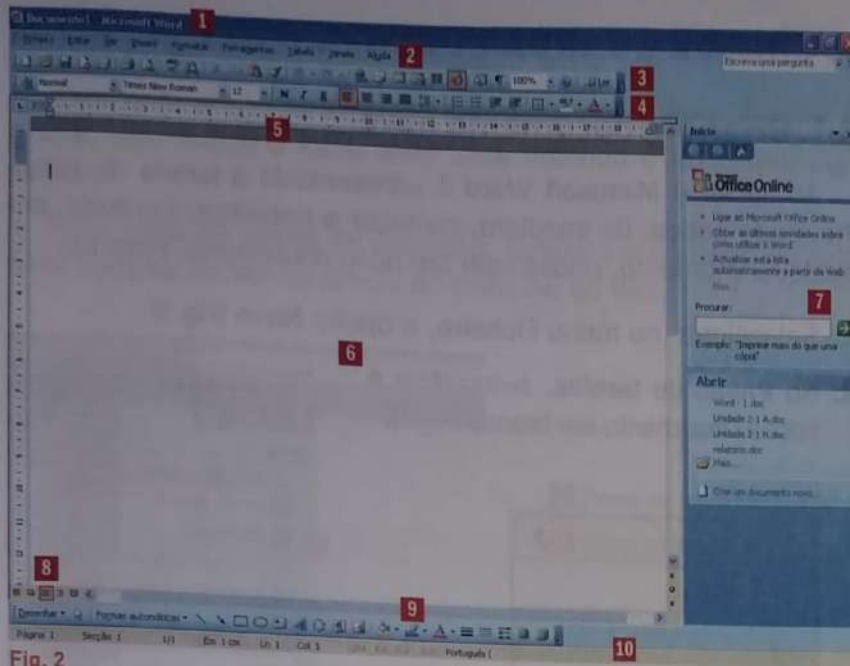 Documento1 - Microsoft Word 1
Ficheiro Editar Ver Inserir Formatar Ferramentas Tabela Janela Ajuda 2
Escreva uma pergunta
100% Ler 3
Normal Times New Roman 12 N I S 4
5
Início
Office Online
Ligar ao Microsoft Office Online
Obter as últimas novidades sobre
como utilizar o Word
Actualizar esta lista
automaticamente a partir da Web
Mais...
Procurar:
7
Exemplo: "Imprimir mais do que uma
cópia"
6
Abrir
Word - 1.doc
Unidade 2-1 A.doc
Unidade 2-1 N.doc
relatorio.doc
Mais...
Criar um documento novo...
8
9
Desenhar Formas automáticas
Página 1 Secção 1 1/1 Em 1 cm Ln 1 Col 1 Português ( 10
Fig. 2